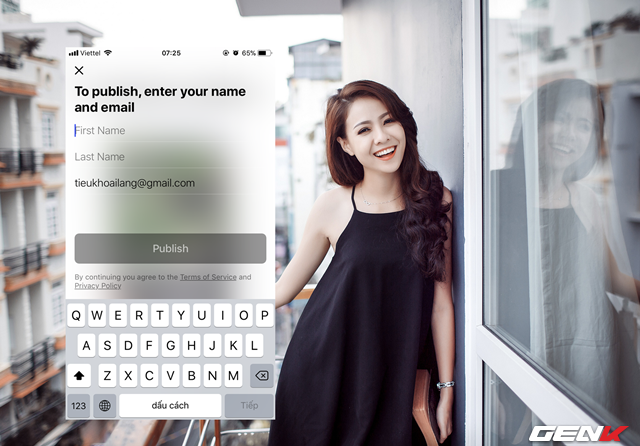 Viettel 07:25 65%
To publish, enter your name
and email
First Name
Last Name
tieukhoailang@gmail.com
Publish
By continuing you agree to the Terms of Service and
Privacy Policy
Q W E R T Y U I O P
A S D F G H J K L
Z X C V B N M
123 dấu cách Tiếp
GENK